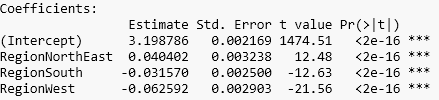 Coefficients:
Estimate Std. Error t value Pr(>|t|)
(Intercept) 3.198786 0.002169 1474.51 <2e-16 ***
RegionNorthEast 0.040402 0.003238 12.48 <2e-16 ***
RegionSouth -0.031570 0.002500 -12.63 <2e-16 ***
RegionWest -0.062592 0.002903 -21.56 <2e-16 ***